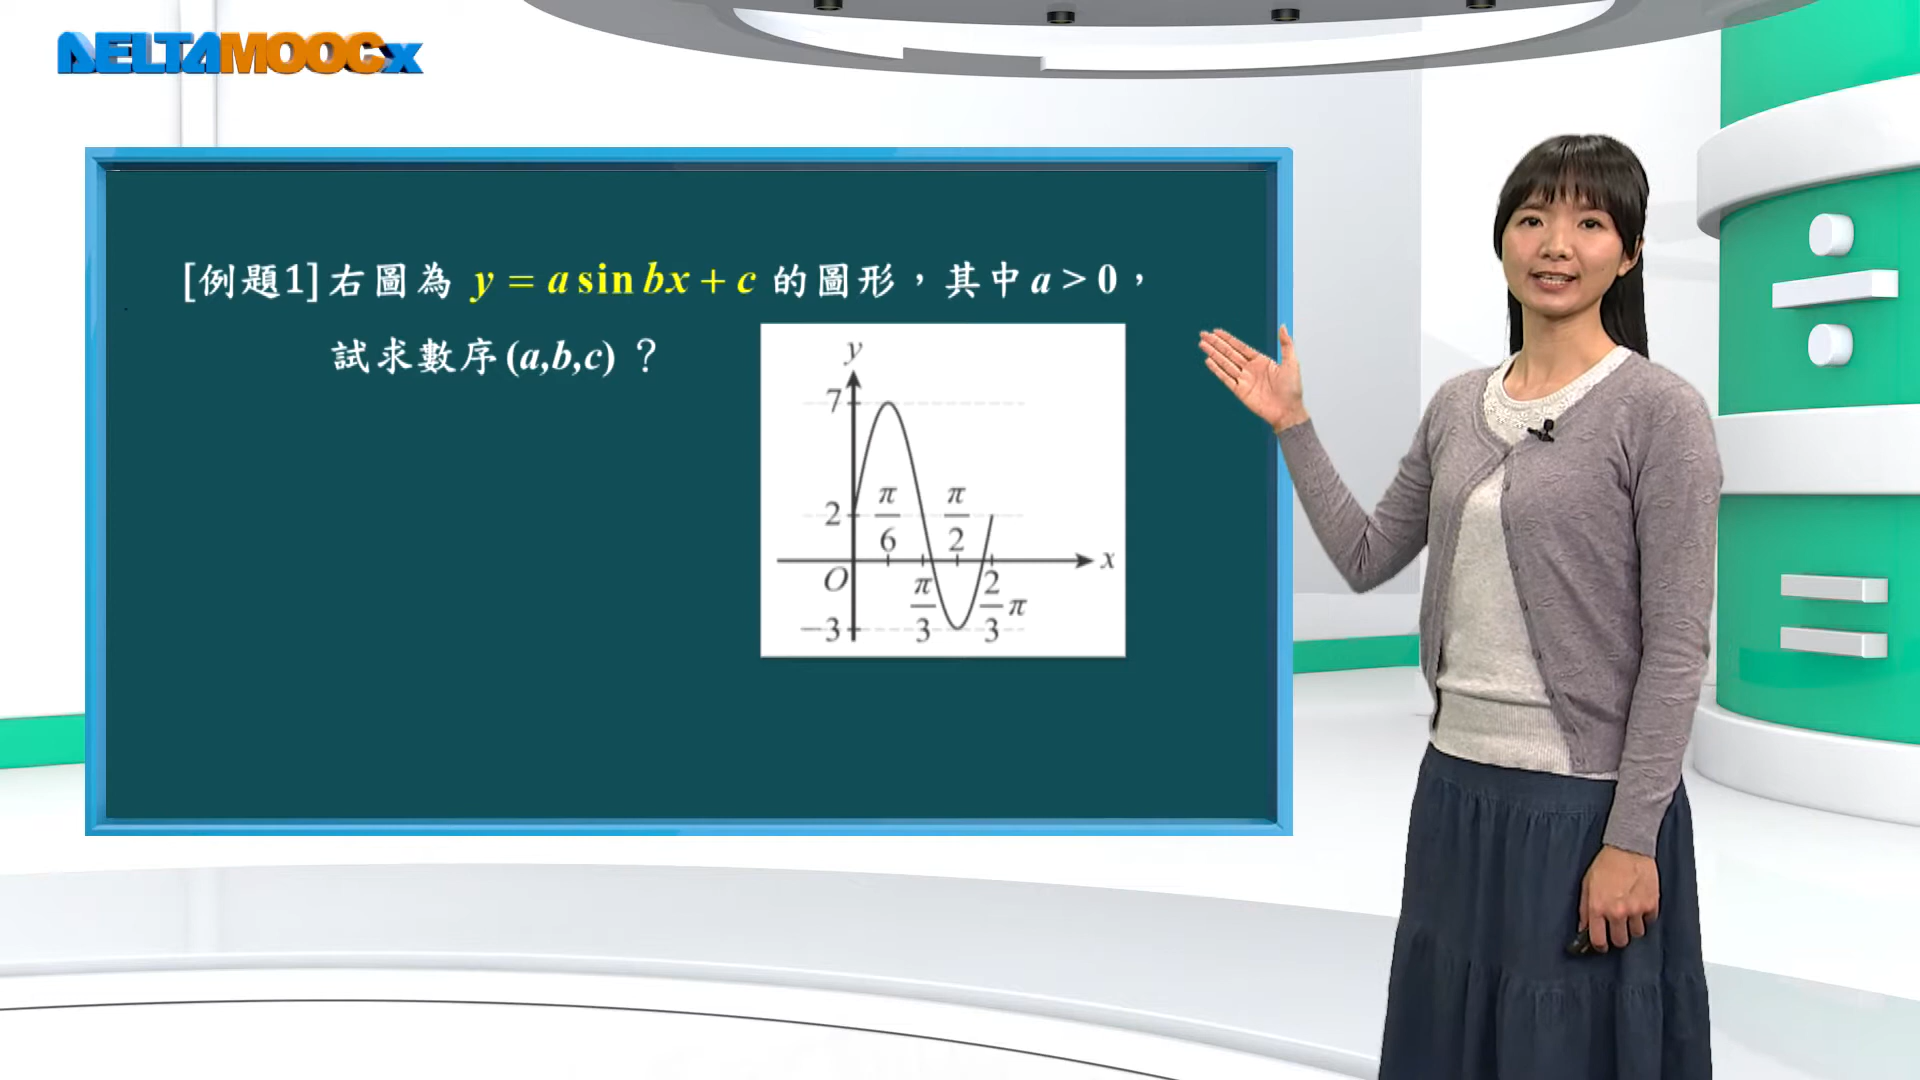 DELTAMOOCx
[例題1] 右圖為 y = a sin bx + c 的圖形，其中 a > 0，
試求數序 (a,b,c) ？
y
7
2
π/6
π/2
x
O
π/3
2/3 π
−3